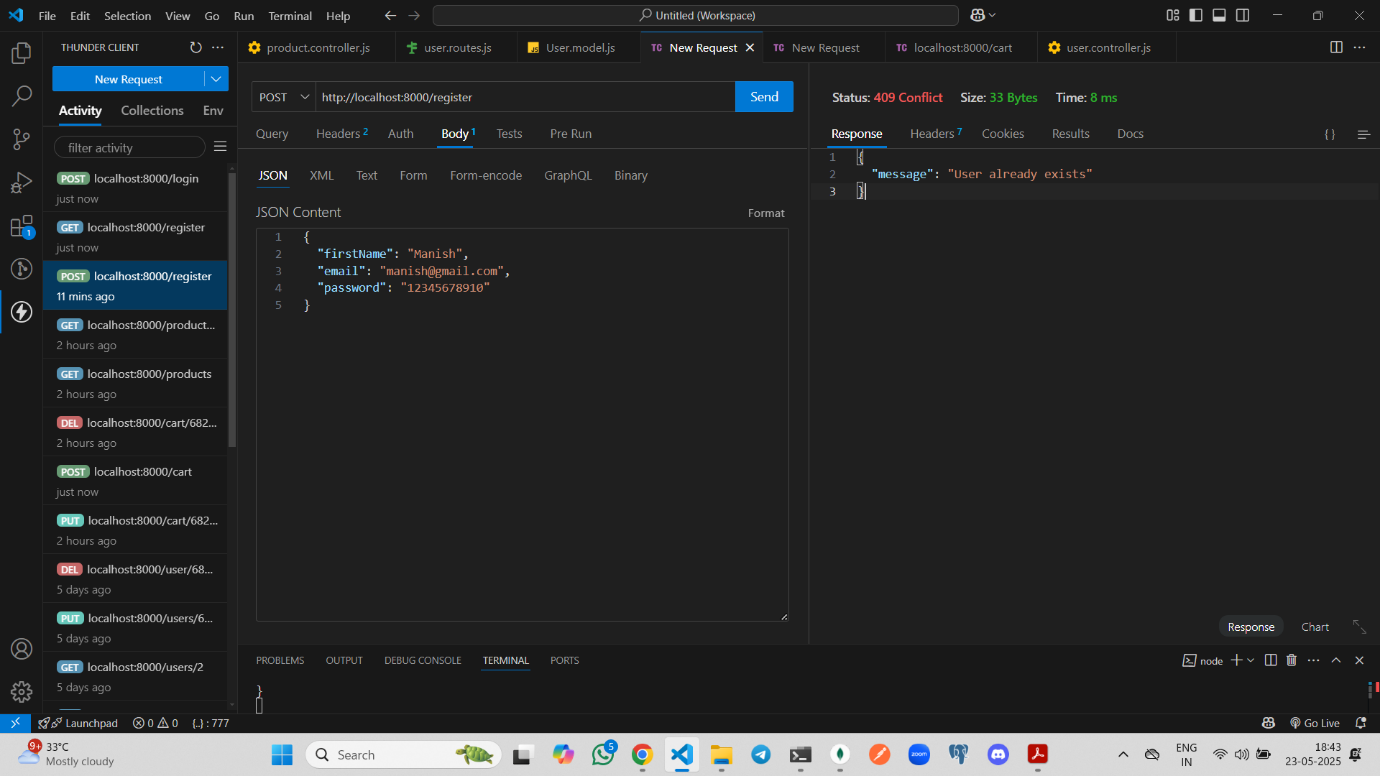 File Edit Selection View Go Run Terminal Help
Untitled (Workspace)
THUNDER CLIENT
product.controller.js
user.routes.js
User.model.js
TC New Request
TC New Request
TC localhost:8000/cart
user.controller.js
New Request
Activity Collections Env
filter activity
POST localhost:8000/login
just now
GET localhost:8000/register
just now
POST localhost:8000/register
11 mins ago
GET localhost:8000/product...
2 hours ago
GET localhost:8000/products
2 hours ago
DEL localhost:8000/cart/682...
2 hours ago
POST localhost:8000/cart
just now
PUT localhost:8000/cart/682...
2 hours ago
DEL localhost:8000/user/68...
5 days ago
PUT localhost:8000/users/6...
5 days ago
GET localhost:8000/users/2
5 days ago
1
POST http://localhost:8000/register Send
Query Headers 2 Auth Body 1 Tests Pre Run
JSON XML Text Form Form-encode GraphQL Binary
JSON Content Format
1 {
2 "firstName": "Manish",
3 "email": "manish@gmail.com",
4 "password": "12345678910"
5 }
Status: 409 Conflict Size: 33 Bytes Time: 8 ms
Response Headers 7 Cookies Results Docs { }
1 {
2 "message": "User already exists"
3 }
Response Chart
PROBLEMS OUTPUT DEBUG CONSOLE TERMINAL PORTS
node
}
Launchpad 0 0 {..} : 777
Go Live
9+ 33°C
Mostly cloudy
Search
5
zoom
ENG
IN
18:43
23-05-2025